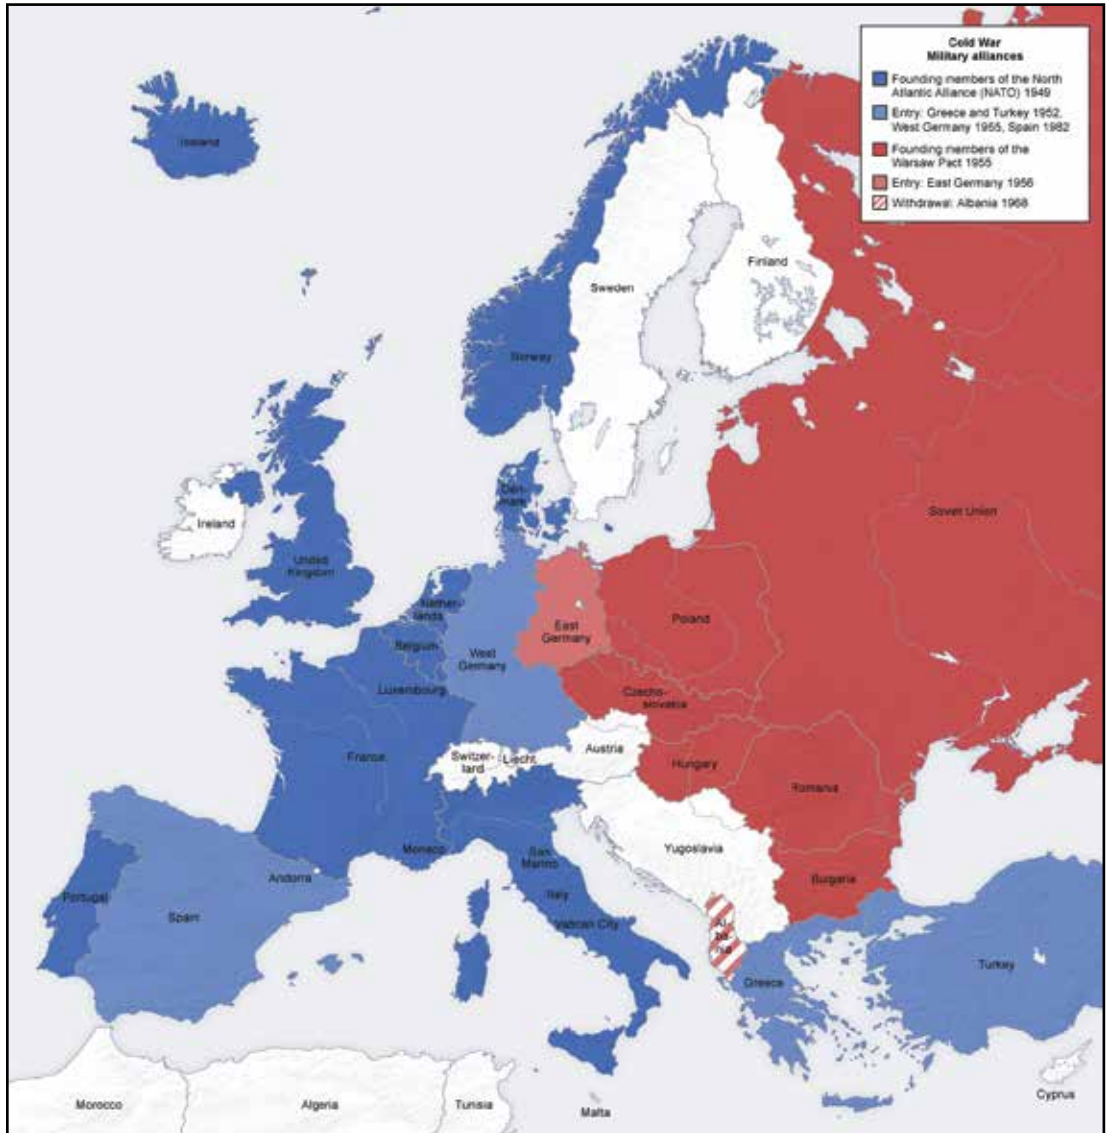 Cold War
Military alliances
Founding members of the North
Atlantic Alliance (NATO) 1949
Entry: Greece and Turkey 1952,
West Germany 1955, Spain 1982
Founding members of the
Warsaw Pact 1955
Entry: East Germany 1956
Withdrawal: Albania 1968
Iceland
Finland
Sweden
Norway
Den-
mark
Soviet Union
Ireland
United
Kingdom
Nether-
lands
Belgium
Luxembourg
West
Germany
East
Germany
Poland
Czecho-
slovakia
France
Switzer-
land
Liecht.
Austria
Hungary
Romania
Monaco
San
Marino
Yugoslavia
Bulgaria
Andorra
Portugal
Spain
Italy
Vatican City
Al-
ba-
nia
Greece
Turkey
Morocco
Algeria
Tunisia
Malta
Cyprus